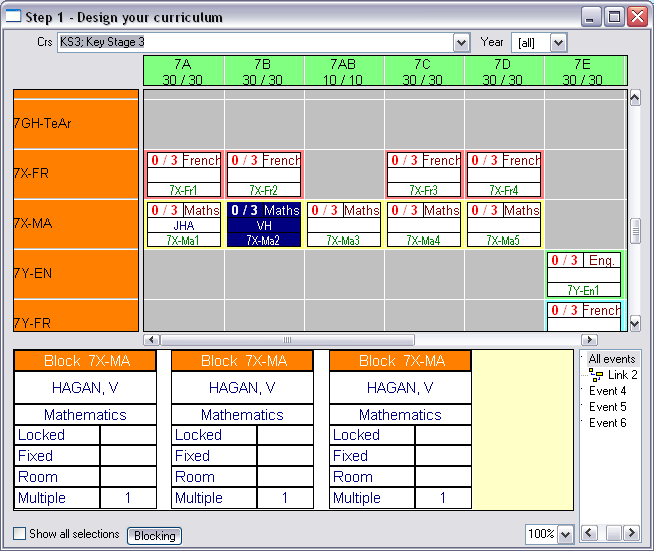 Step 1 - Design your curriculum
Crs KS3; Key Stage 3 Year [all]
7A 7B 7AB 7C 7D 7E
30 / 30 30 / 30 10 / 10 30 / 30 30 / 30 30 / 30
7GH-TeAr
7X-FR
0 / 3 French 0 / 3 French 0 / 3 French 0 / 3 French
7X-Fr1 7X-Fr2 7X-Fr3 7X-Fr4
7X-MA
0 / 3 Maths 0 / 3 Maths 0 / 3 Maths 0 / 3 Maths 0 / 3 Maths
JHA VH
7X-Ma1 7X-Ma2 7X-Ma3 7X-Ma4 7X-Ma5
7Y-EN
0 / 3 Eng.
7Y-En1
7Y-FR
0 / 3 French
Block 7X-MA Block 7X-MA Block 7X-MA
HAGAN, V HAGAN, V HAGAN, V
Mathematics Mathematics Mathematics
Locked Locked Locked
Fixed Fixed Fixed
Room Room Room
Multiple 1 Multiple 1 Multiple 1
All events
Link 2
Event 4
Event 5
Event 6
Show all selections Blocking 100%